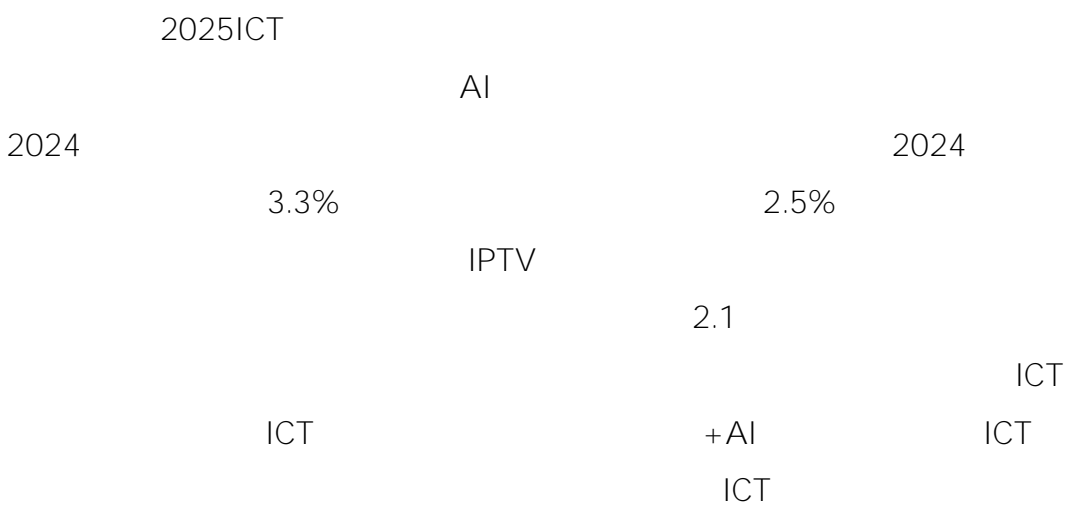 2025ICT
AI
2024 2024
3.3% 2.5%
IPTV
2.1
ICT
ICT +AI ICT
ICT